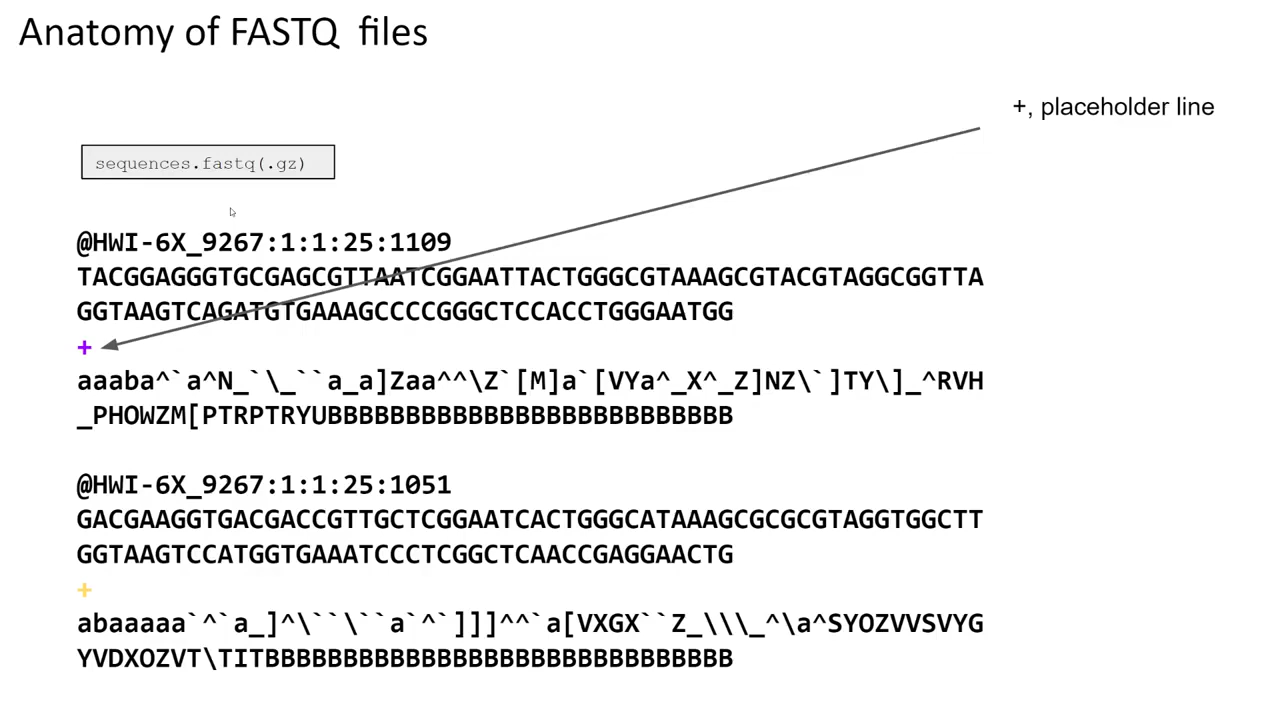 Anatomy of FASTQ files
+, placeholder line
sequences.fastq(.gz)
@HWI-6X_9267:1:1:25:1109
TACGGAGGGTGCGAGCGTTAATCGGAATTACTGGGCGTAAAGCGTACGTAGGCGGTTA
GGTAAGTCAGATGTGAAAGCCCCGGGCTCCACCTGGGAATGG
+
aaaba^`a^N_`\_``a_a]Zaa^^\Z`[M]a`[VYa^_X^_Z]NZ\`]TY\]_^RVH
_PHOWZM[PTRPTRYUBBBBBBBBBBBBBBBBBBBBBBBBBB
@HWI-6X_9267:1:1:25:1051
GACGAAGGTGACGACCGTTGCTCGGAATCACTGGGCATAAAGCGCGCGTAGGTGGCTT
GGTAAGTCCATGGTGAAATCCCTCGGCTCAACCGAGGAACTG
+
abaaaaa`^`a_]^\``\``a`^`]]]^^`a[VXGX``Z_\\\_^\a^SYOZVVSVYG
YVDXOZVT\TITBBBBBBBBBBBBBBBBBBBBBBBBBBBBBB